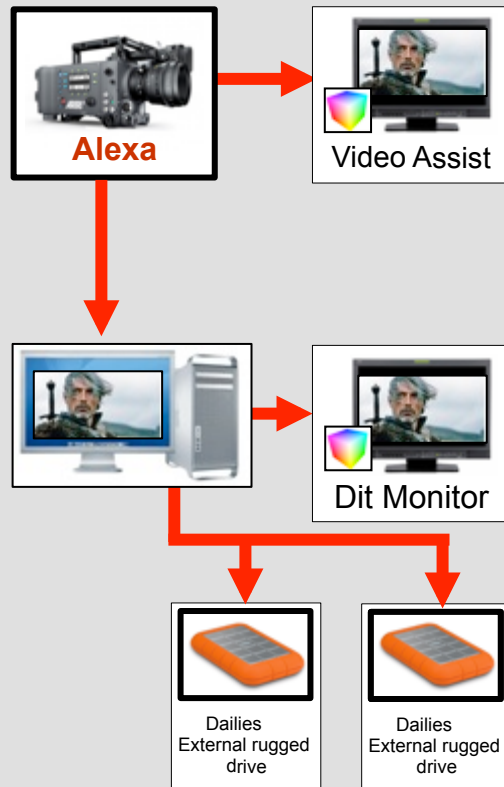 Alexa
Video Assist
Dit Monitor
Dailies
External rugged
drive
Dailies
External rugged
drive